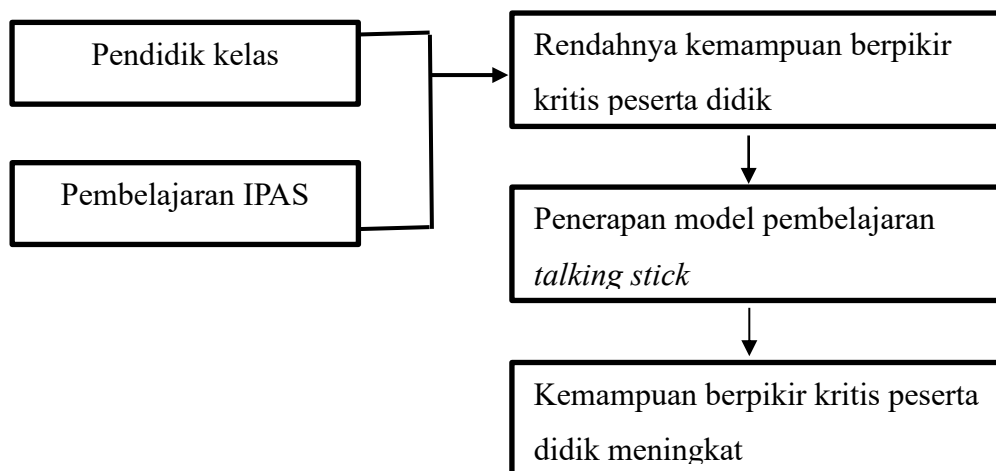 Pendidik kelas
Pembelajaran IPAS
Rendahnya kemampuan berpikir
kritis peserta didik
Penerapan model pembelajaran
talking stick
Kemampuan berpikir kritis peserta
didik meningkat